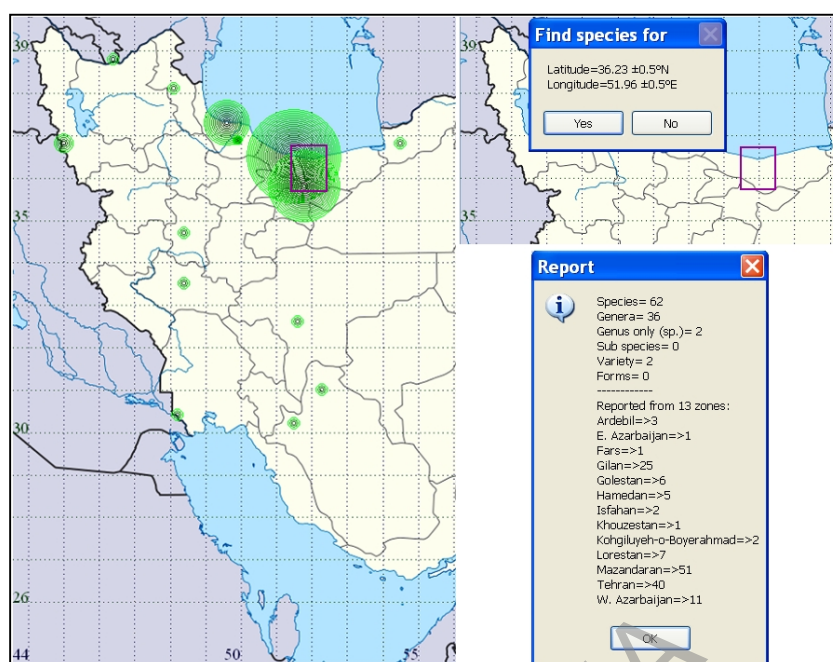 39
35
30
26
44
50
55
39
35
Find species for
Latitude=36.23 ±0.5ºN
Longitude=51.96 ±0.5ºE
Yes
No
Report
Species= 62
Genera= 36
Genus only (sp.)= 2
Sub species= 0
Variety= 2
Forms= 0
------------
Reported from 13 zones:
Ardebil=>3
E. Azarbaijan=>1
Fars=>1
Gilan=>25
Golestan=>6
Hamedan=>5
Isfahan=>2
Khouzestan=>1
Kohgiluyeh-o-Boyerahmad=>2
Lorestan=>7
Mazandaran=>51
Tehran=>40
W. Azarbaijan=>11
OK